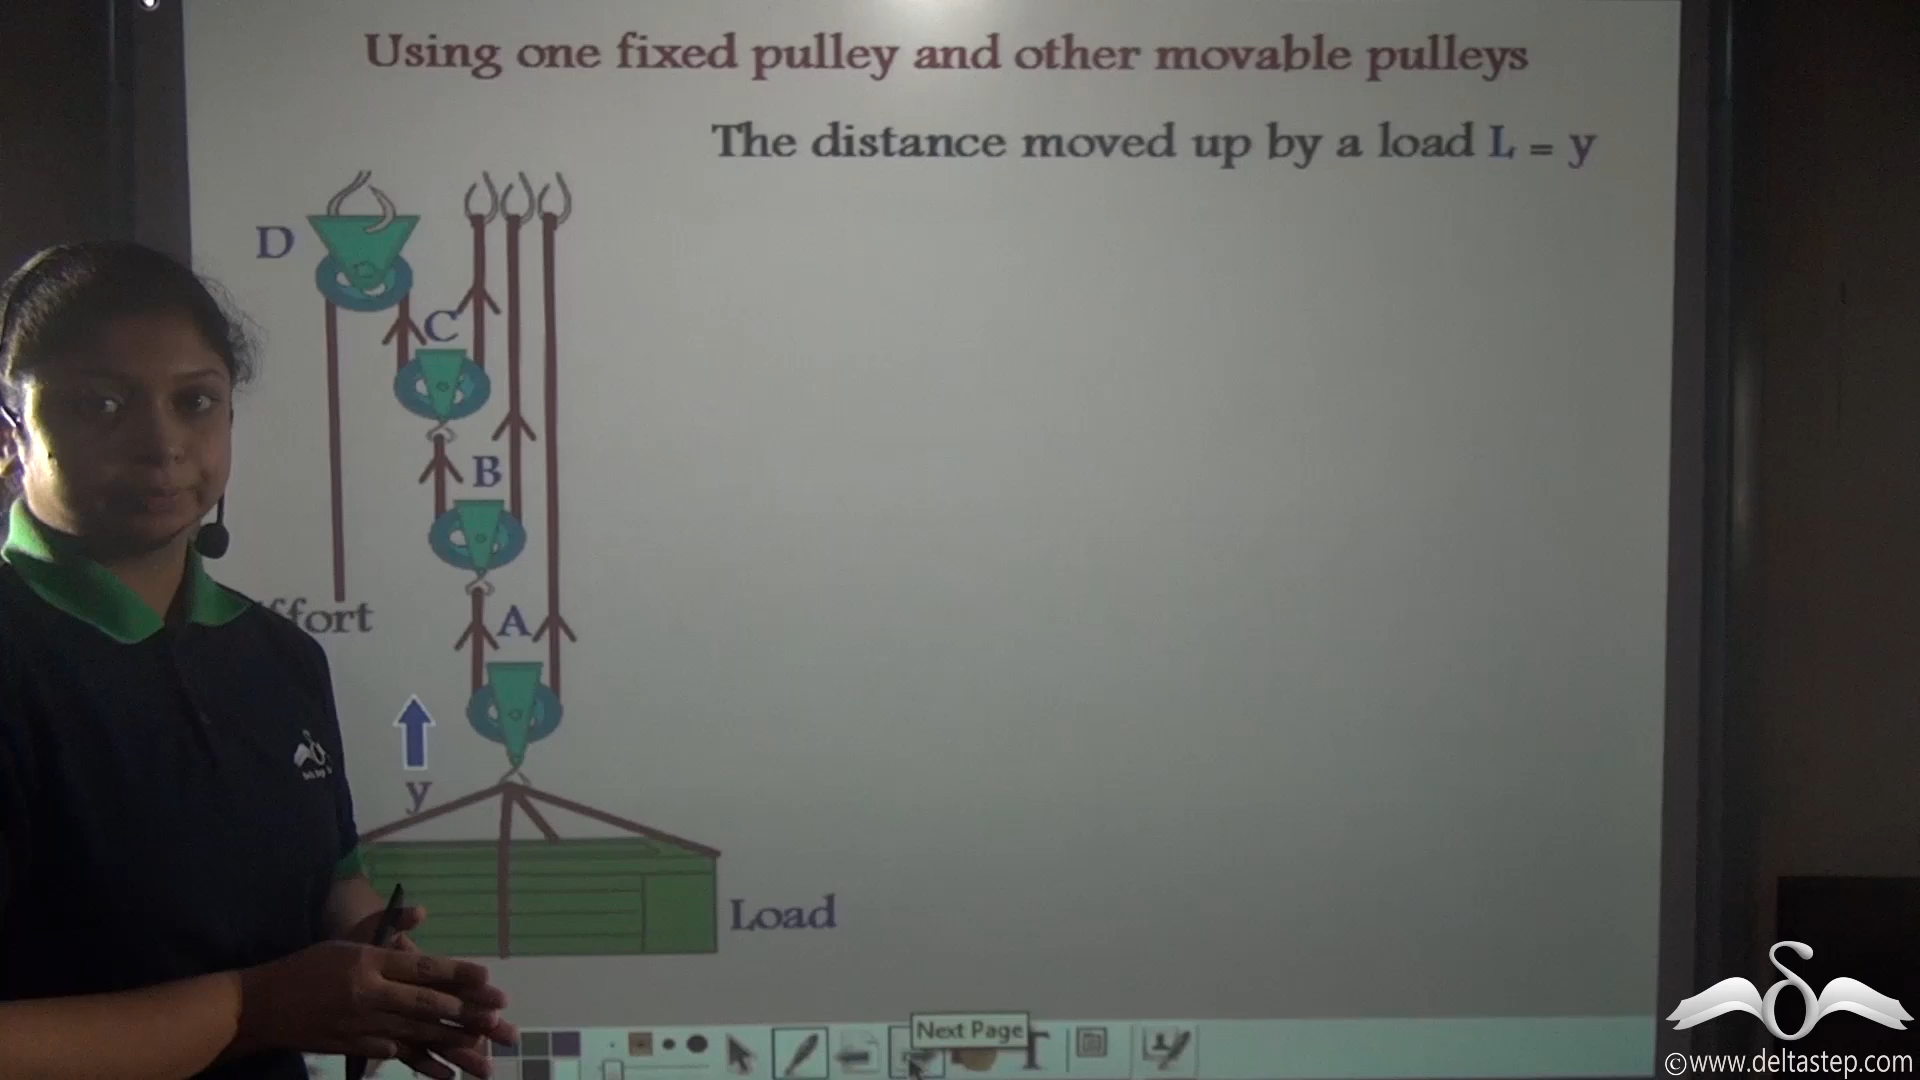 Using one fixed pulley and other movable pulleys
The distance moved up by a load L = y
D
C
B
ffort
A
y
Load
Next Page
T
©www.deltastep.com